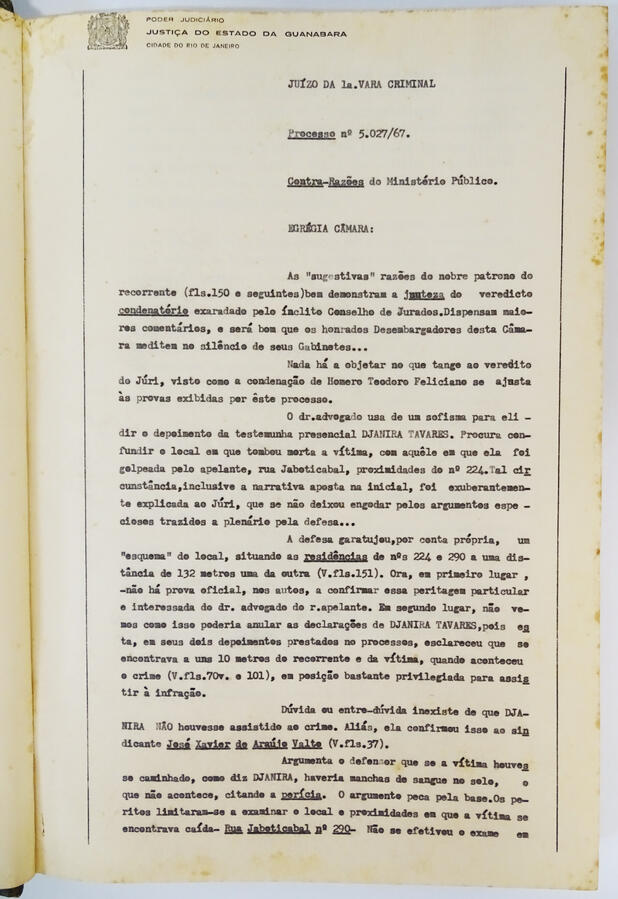 PODER JUDICIÁRIO
JUSTIÇA DO ESTADO DA GUANABARA
CIDADE DO RIO DE JANEIRO
JUÍZO DA 1a.VARA CRIMINAL
Processo nº 5.027/67.
Contra-Razões do Ministério Público.
EGRÉGIA CÂMARA:
As "sugestivas" razões do nobre patrono do
recorrente (fls.150 e seguintes)bem demonstram a justeza do veredicto
condenatório exarado pelo ínclito Conselho de Jurados.Dispensam maio-
res comentários, e será bom que os honrados Desembargadores desta Câma-
ra meditem no silêncio de seus Gabinetes...
Nada há a objetar no que tange ao veredito
do Júri, visto como a condenação de Homero Teodoro Feliciano se ajusta
às provas exibidas por êste processo.
O dr.advogado usa de um sofisma para eli -
dir o depoimento da testemunha presencial DJANIRA TAVARES. Procura con-
fundir o local em que tombou morta a vítima, com aquêle em que ela foi
golpeada pelo apelante, rua Jaboticabal, proximidades do nº 224.Tal cir
cunstância,inclusive a narrativa aposta na inicial, foi exuberantemen-
te explicada ao Júri, que se não deixou engodar pelos argumentos espe -
ciosos trazidos a plenário pela defesa...
A defesa garatujou,por conta própria, um
"esquema" do local, situando as residências de nºs 224 e 290 a uma dis-
tância de 132 metros uma da outra (V.fls.151). Ora, em primeiro lugar ,
-não há prova oficial, nos autos, a confirmar essa peritagem particular
e interessada do dr. advogado do r.apelante. Em segundo lugar, não ve-
mos como isso poderia anular as declarações de DJANIRA TAVARES,pois es
ta, em seus dois depoimentos prestados no processos, esclareceu que se
encontrava a uns 10 metros do recorrente e da vítima, quando aconteceu
o crime (V.fls.70v. e 101), em posição bastante privilegiada para assis
tir à infração.
Dúvida ou entre-dúvida inexiste de que DJA-
NIRA NÃO houvesse assistido ao crime. Aliás, ela confirmou isso ao sin
dicante José Xavier de Araújo Valto (V.fls.37).
Argumenta o defensor que se a vítima houves
se caminhado, como diz DJANIRA, haveria manchas de sangue no solo, o
que não acontece, citando a perícia. O argumento peca pela base.Os pe-
ritos limitaram-se a examinar o local e proximidades em que a vítima se
encontrava caída- Rua Jaboticabal nº 290- Não se efetivou o exame em